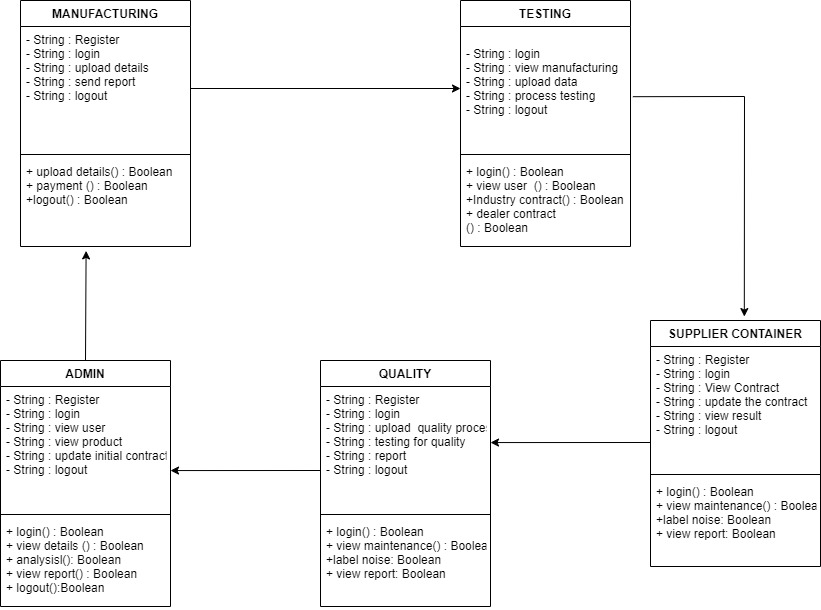 MANUFACTURING
- String : Register
- String : login
- String : upload details
- String : send report
- String : logout
+ upload details() : Boolean
+ payment () : Boolean
+logout() : Boolean
TESTING
- String : login
- String : view manufacturing
- String : upload data
- String : process testing
- String : logout
+ login() : Boolean
+ view user () : Boolean
+Industry contract() : Boolean
+ dealer contract
() : Boolean
SUPPLIER CONTAINER
- String : Register
- String : login
- String : View Contract
- String : update the contract
- String : view result
- String : logout
+ login() : Boolean
+ view maintenance() : Boolea
+label noise: Boolean
+ view report: Boolean
ADMIN
- String : Register
- String : login
- String : view user
- String : view product
- String : update initial contract
- String : logout
+ login() : Boolean
+ view details () : Boolean
+ analysisl(): Boolean
+ view report() : Boolean
+ logout():Boolean
QUALITY
- String : Register
- String : login
- String : upload quality proce
- String : testing for quality
- String : report
- String : logout
+ login() : Boolean
+ view maintenance() : Boolea
+label noise: Boolean
+ view report: Boolean